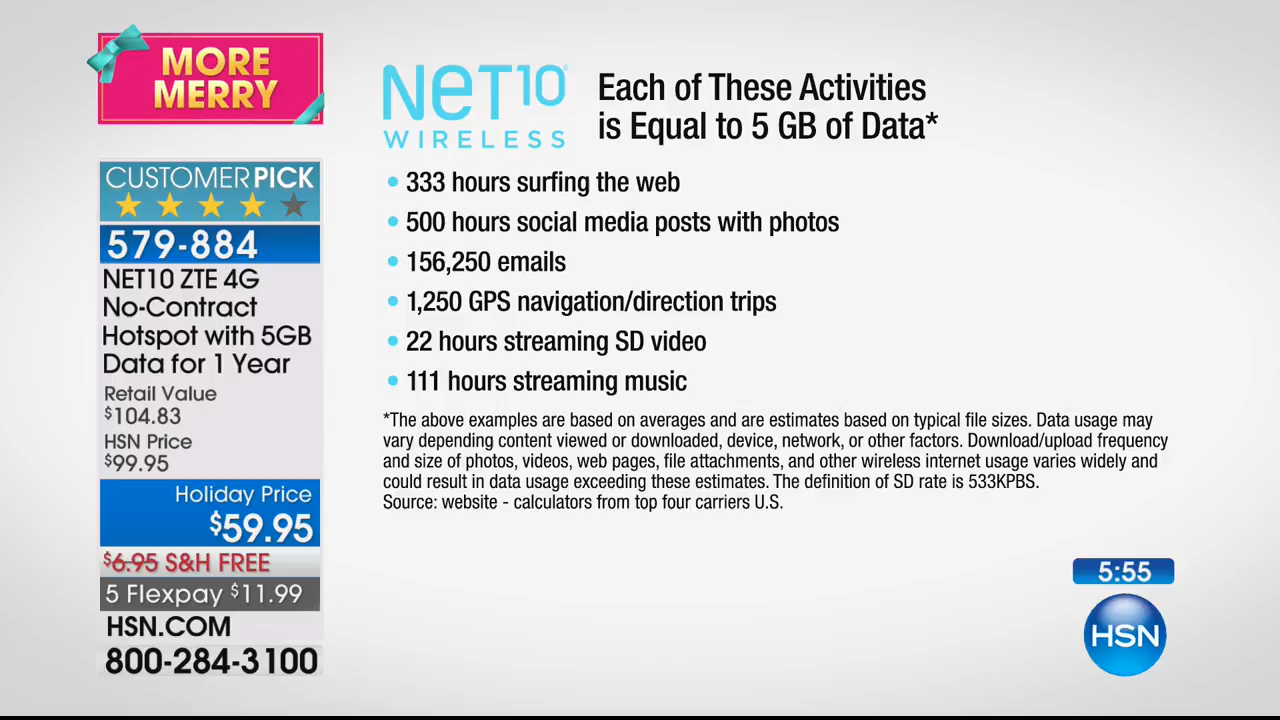 MORE
MERRY
CUSTOMER PICK
579-884
NET10 ZTE 4G
No-Contract
Hotspot with 5GB
Data for 1 Year
Retail Value
$104.83
HSN Price
$99.95
Holiday Price
$59.95
$6.95 S&H FREE
5 Flexpay $11.99
HSN.COM
800-284-3100
NET10®
WIRELESS
Each of These Activities
is Equal to 5 GB of Data*
• 333 hours surfing the web
• 500 hours social media posts with photos
• 156,250 emails
• 1,250 GPS navigation/direction trips
• 22 hours streaming SD video
• 111 hours streaming music
*The above examples are based on averages and are estimates based on typical file sizes. Data usage may
vary depending content viewed or downloaded, device, network, or other factors. Download/upload frequency
and size of photos, videos, web pages, file attachments, and other wireless internet usage varies widely and
could result in data usage exceeding these estimates. The definition of SD rate is 533KPBS.
Source: website - calculators from top four carriers U.S.
5:55
HSN